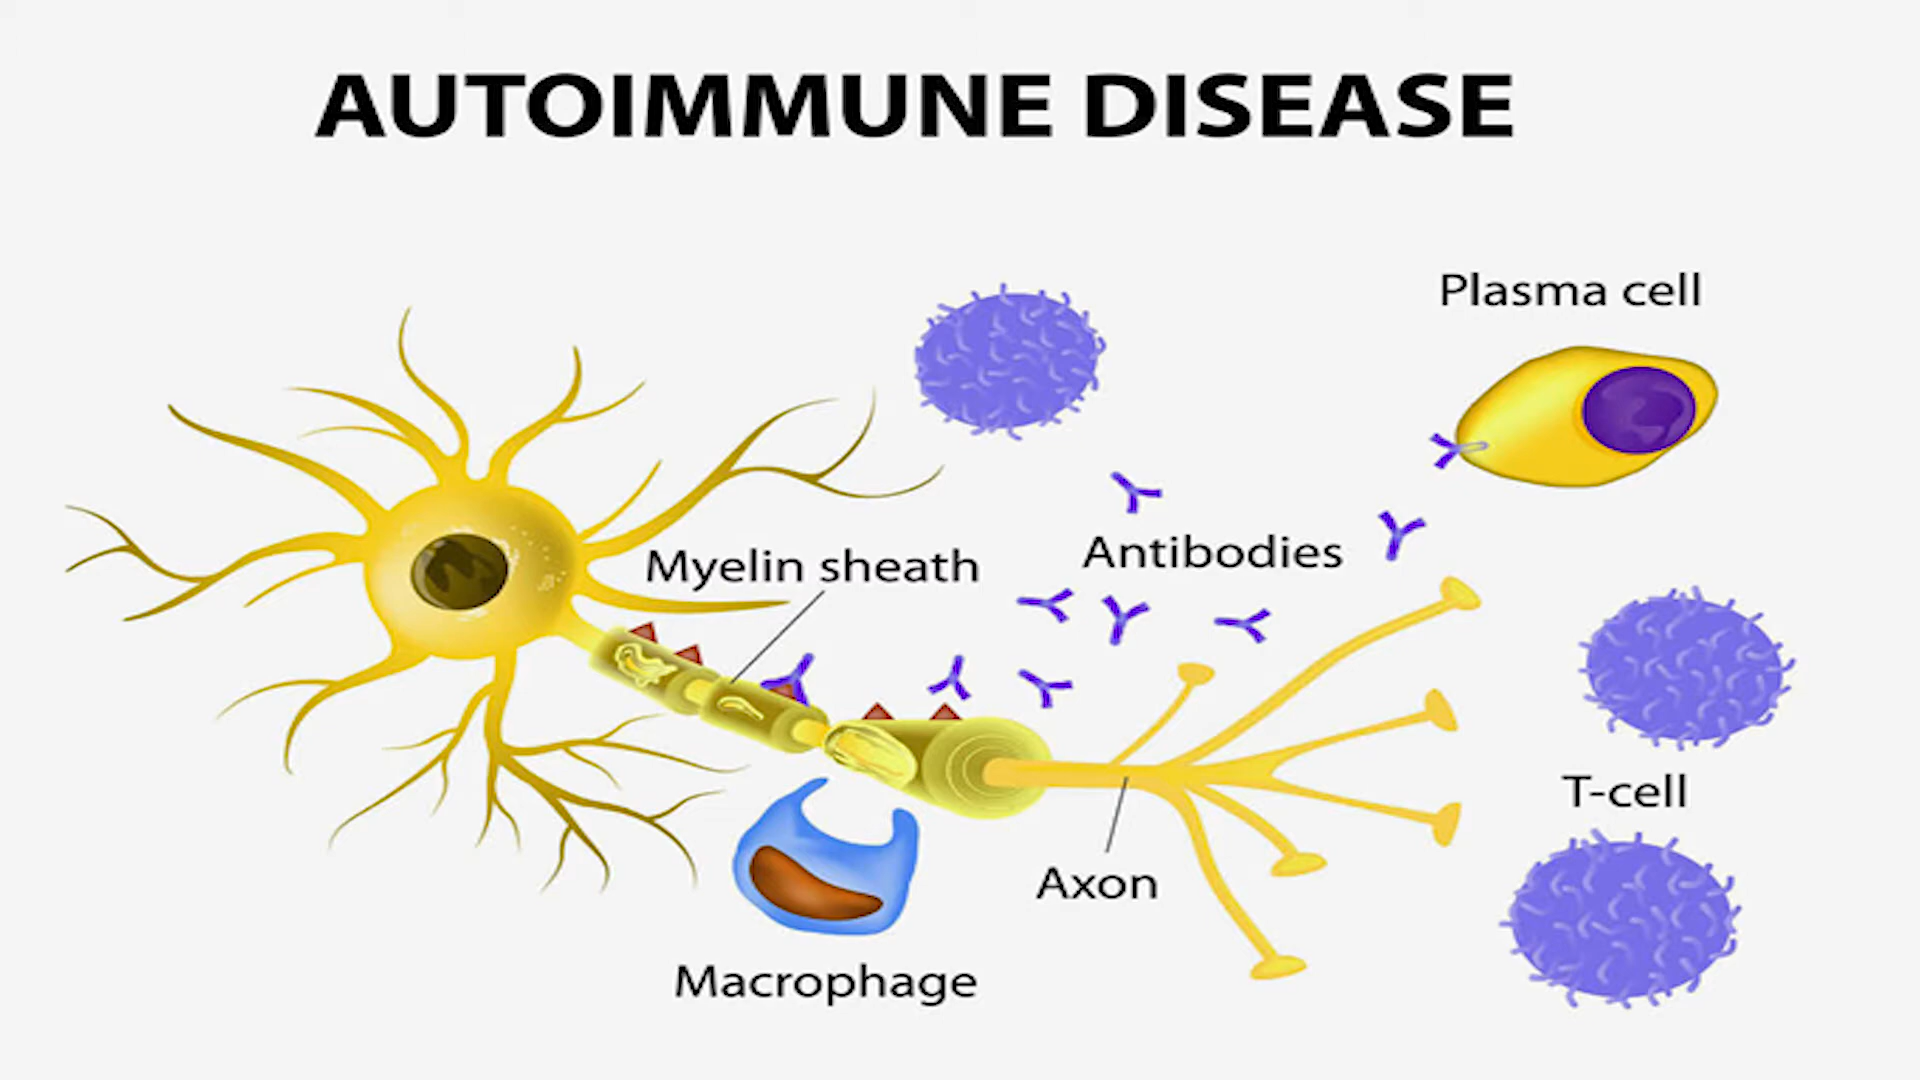 AUTOIMMUNE DISEASE
Plasma cell
Myelin sheath
Antibodies
T-cell
Axon
Macrophage